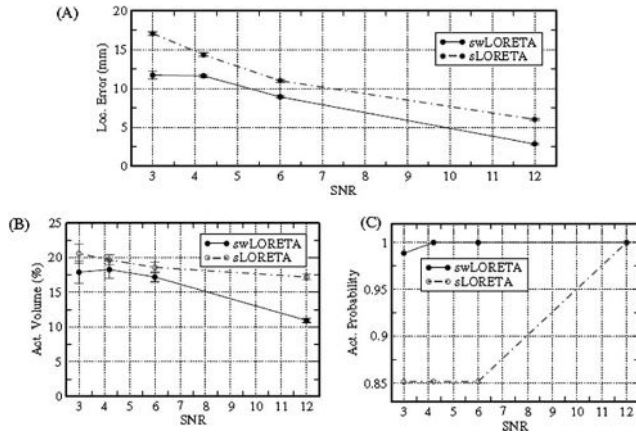 (A)
Loc. Error (mm)
20
15
10
5
0
swLORETA
sLORETA
3 4 5 6 7 8 9 10 11 12
SNR
(B)
Act. Volume (%)
25
20
15
10
5
0
swLORETA
sLORETA
3 4 5 6 7 8 9 10 11 12
SNR
(C)
Act. Probability
1
0.95
0.9
0.85
swLORETA
sLORETA
3 4 5 6 7 8 9 10 11 12
SNR